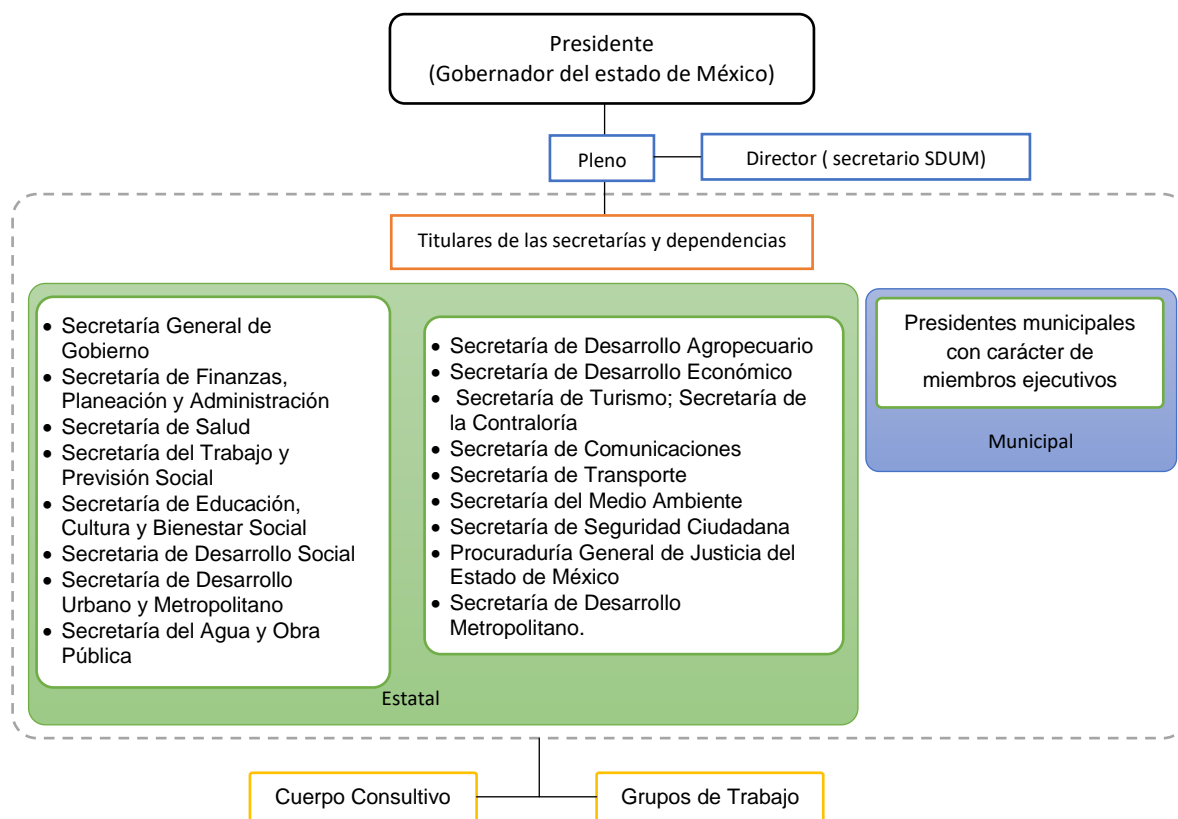 Presidente
(Gobernador del estado de México)
Pleno
Director ( secretario SDUM)
Titulares de las secretarías y dependencias
• Secretaría General de
Gobierno
• Secretaría de Finanzas,
Planeación y Administración
• Secretaría de Salud
• Secretaría del Trabajo y
Previsión Social
• Secretaría de Educación,
Cultura y Bienestar Social
• Secretaria de Desarrollo Social
• Secretaría de Desarrollo
Urbano y Metropolitano
• Secretaría del Agua y Obra
Pública
• Secretaría de Desarrollo Agropecuario
• Secretaría de Desarrollo Económico
• Secretaría de Turismo; Secretaría de
la Contraloría
• Secretaría de Comunicaciones
• Secretaría de Transporte
• Secretaría del Medio Ambiente
• Secretaría de Seguridad Ciudadana
• Procuraduría General de Justicia del
Estado de México
• Secretaría de Desarrollo
Metropolitano.
Estatal
Presidentes municipales
con carácter de
miembros ejecutivos
Municipal
Cuerpo Consultivo
Grupos de Trabajo